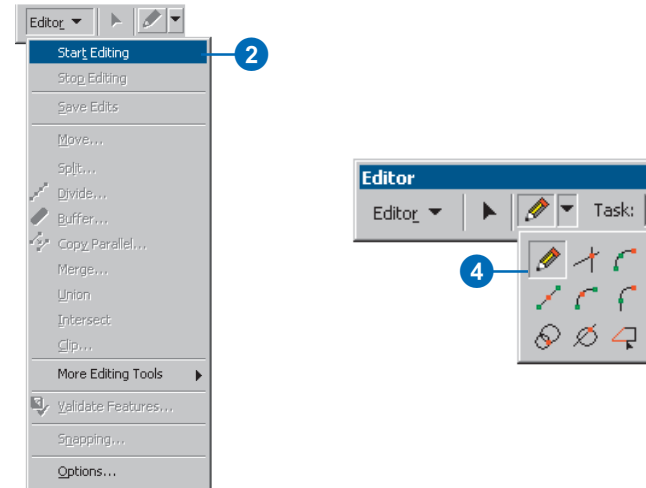 Editor
Start Editing
2
Stop Editing
Save Edits
Move...
Split...
Divide...
Buffer...
Copy Parallel...
Merge...
Union
Intersect
Clip...
More Editing Tools
Validate Features...
Snapping...
Options...
Editor
Editor
Task:
4